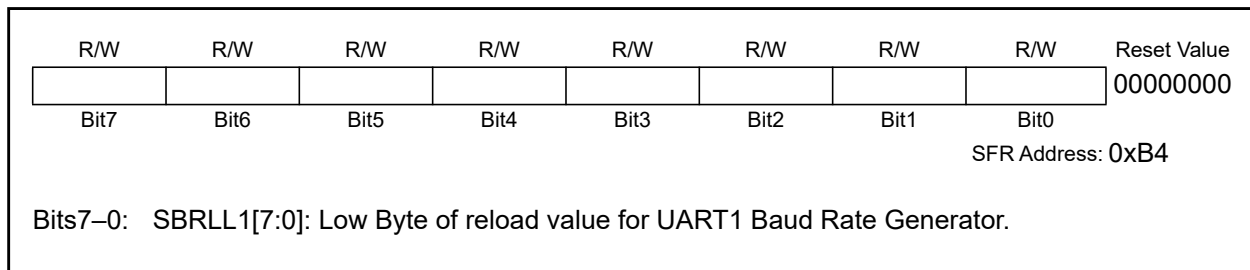 R/W R/W R/W R/W R/W R/W R/W R/W Reset Value
00000000
Bit7 Bit6 Bit5 Bit4 Bit3 Bit2 Bit1 Bit0
SFR Address: 0xB4
Bits7–0: SBRLL1[7:0]: Low Byte of reload value for UART1 Baud Rate Generator.